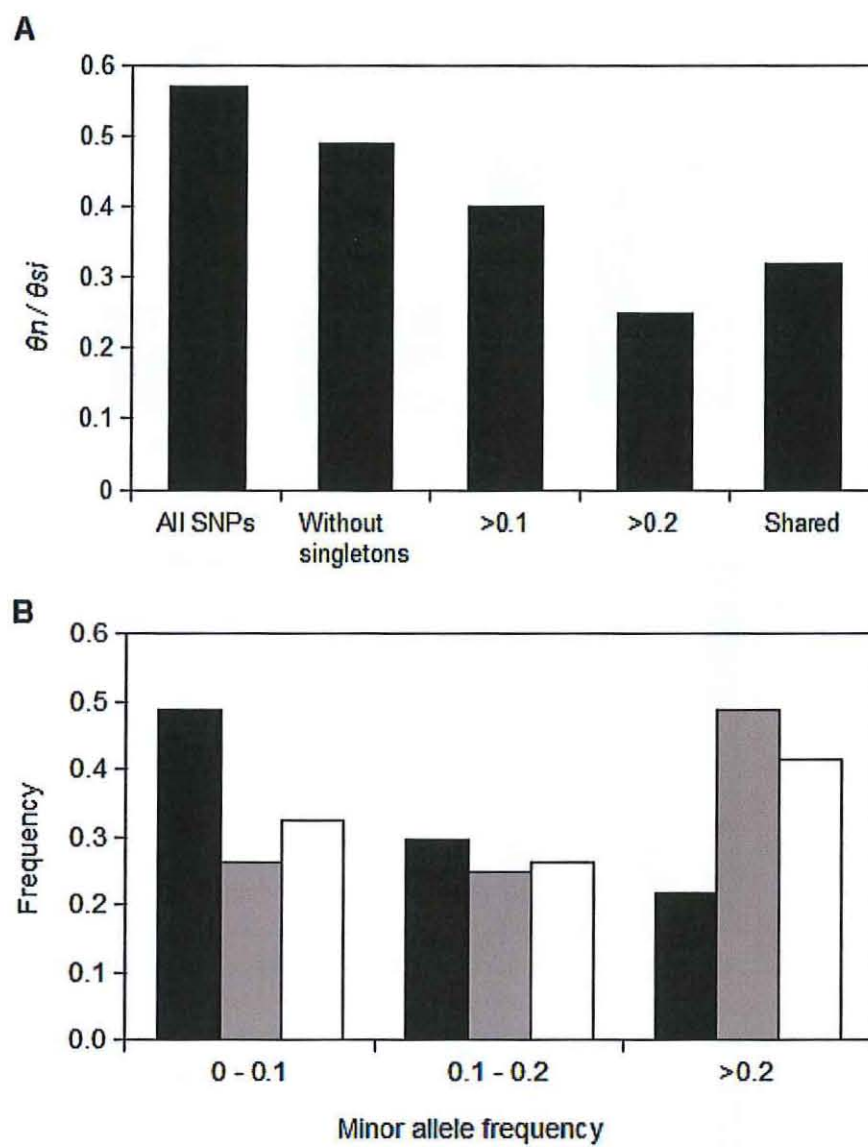 A
0.6
0.5
0.4
0.3
0.2
0.1
0
θn / θsi
All SNPs
Without
singletons
>0.1
>0.2
Shared
B
0.6
0.5
0.4
0.3
0.2
0.1
0.0
Frequency
0 - 0.1
0.1 - 0.2
>0.2
Minor allele frequency